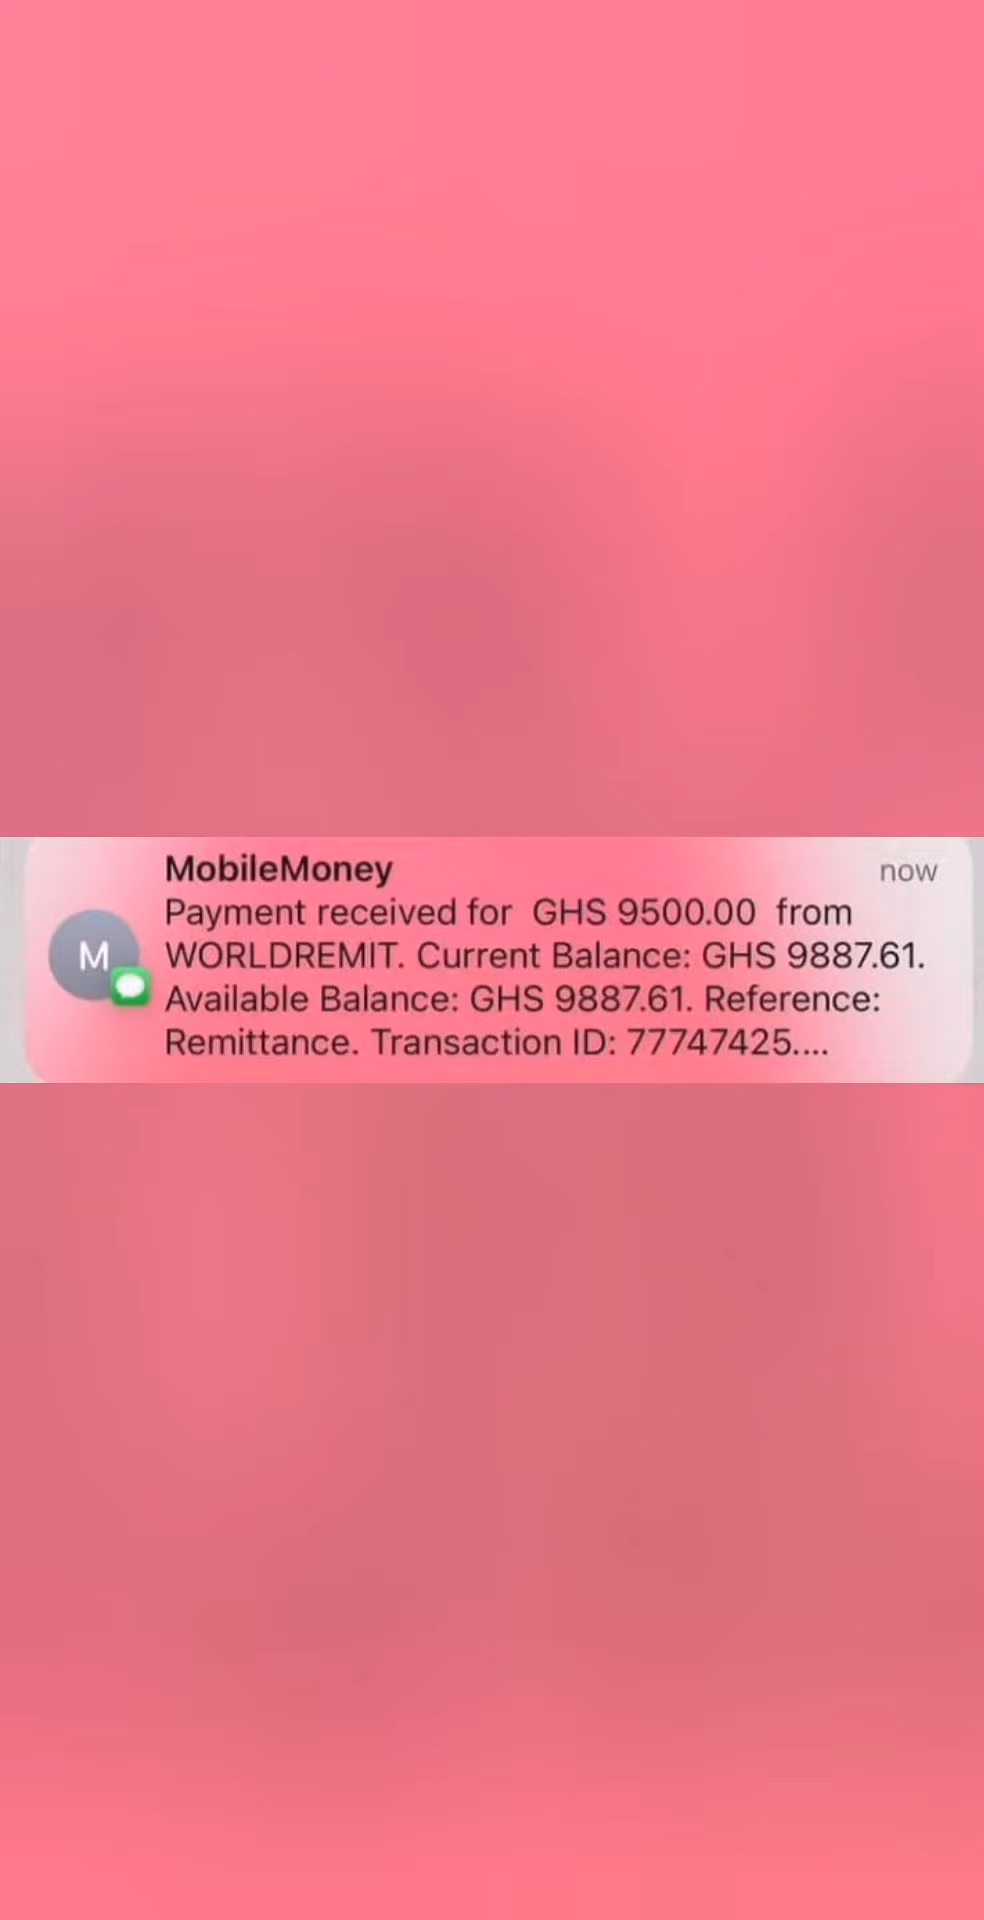 MobileMoney
now
Payment received for  GHS 9500.00  from
WORLDREMIT. Current Balance: GHS 9887.61.
Available Balance: GHS 9887.61. Reference:
Remittance. Transaction ID: 77747425....
M